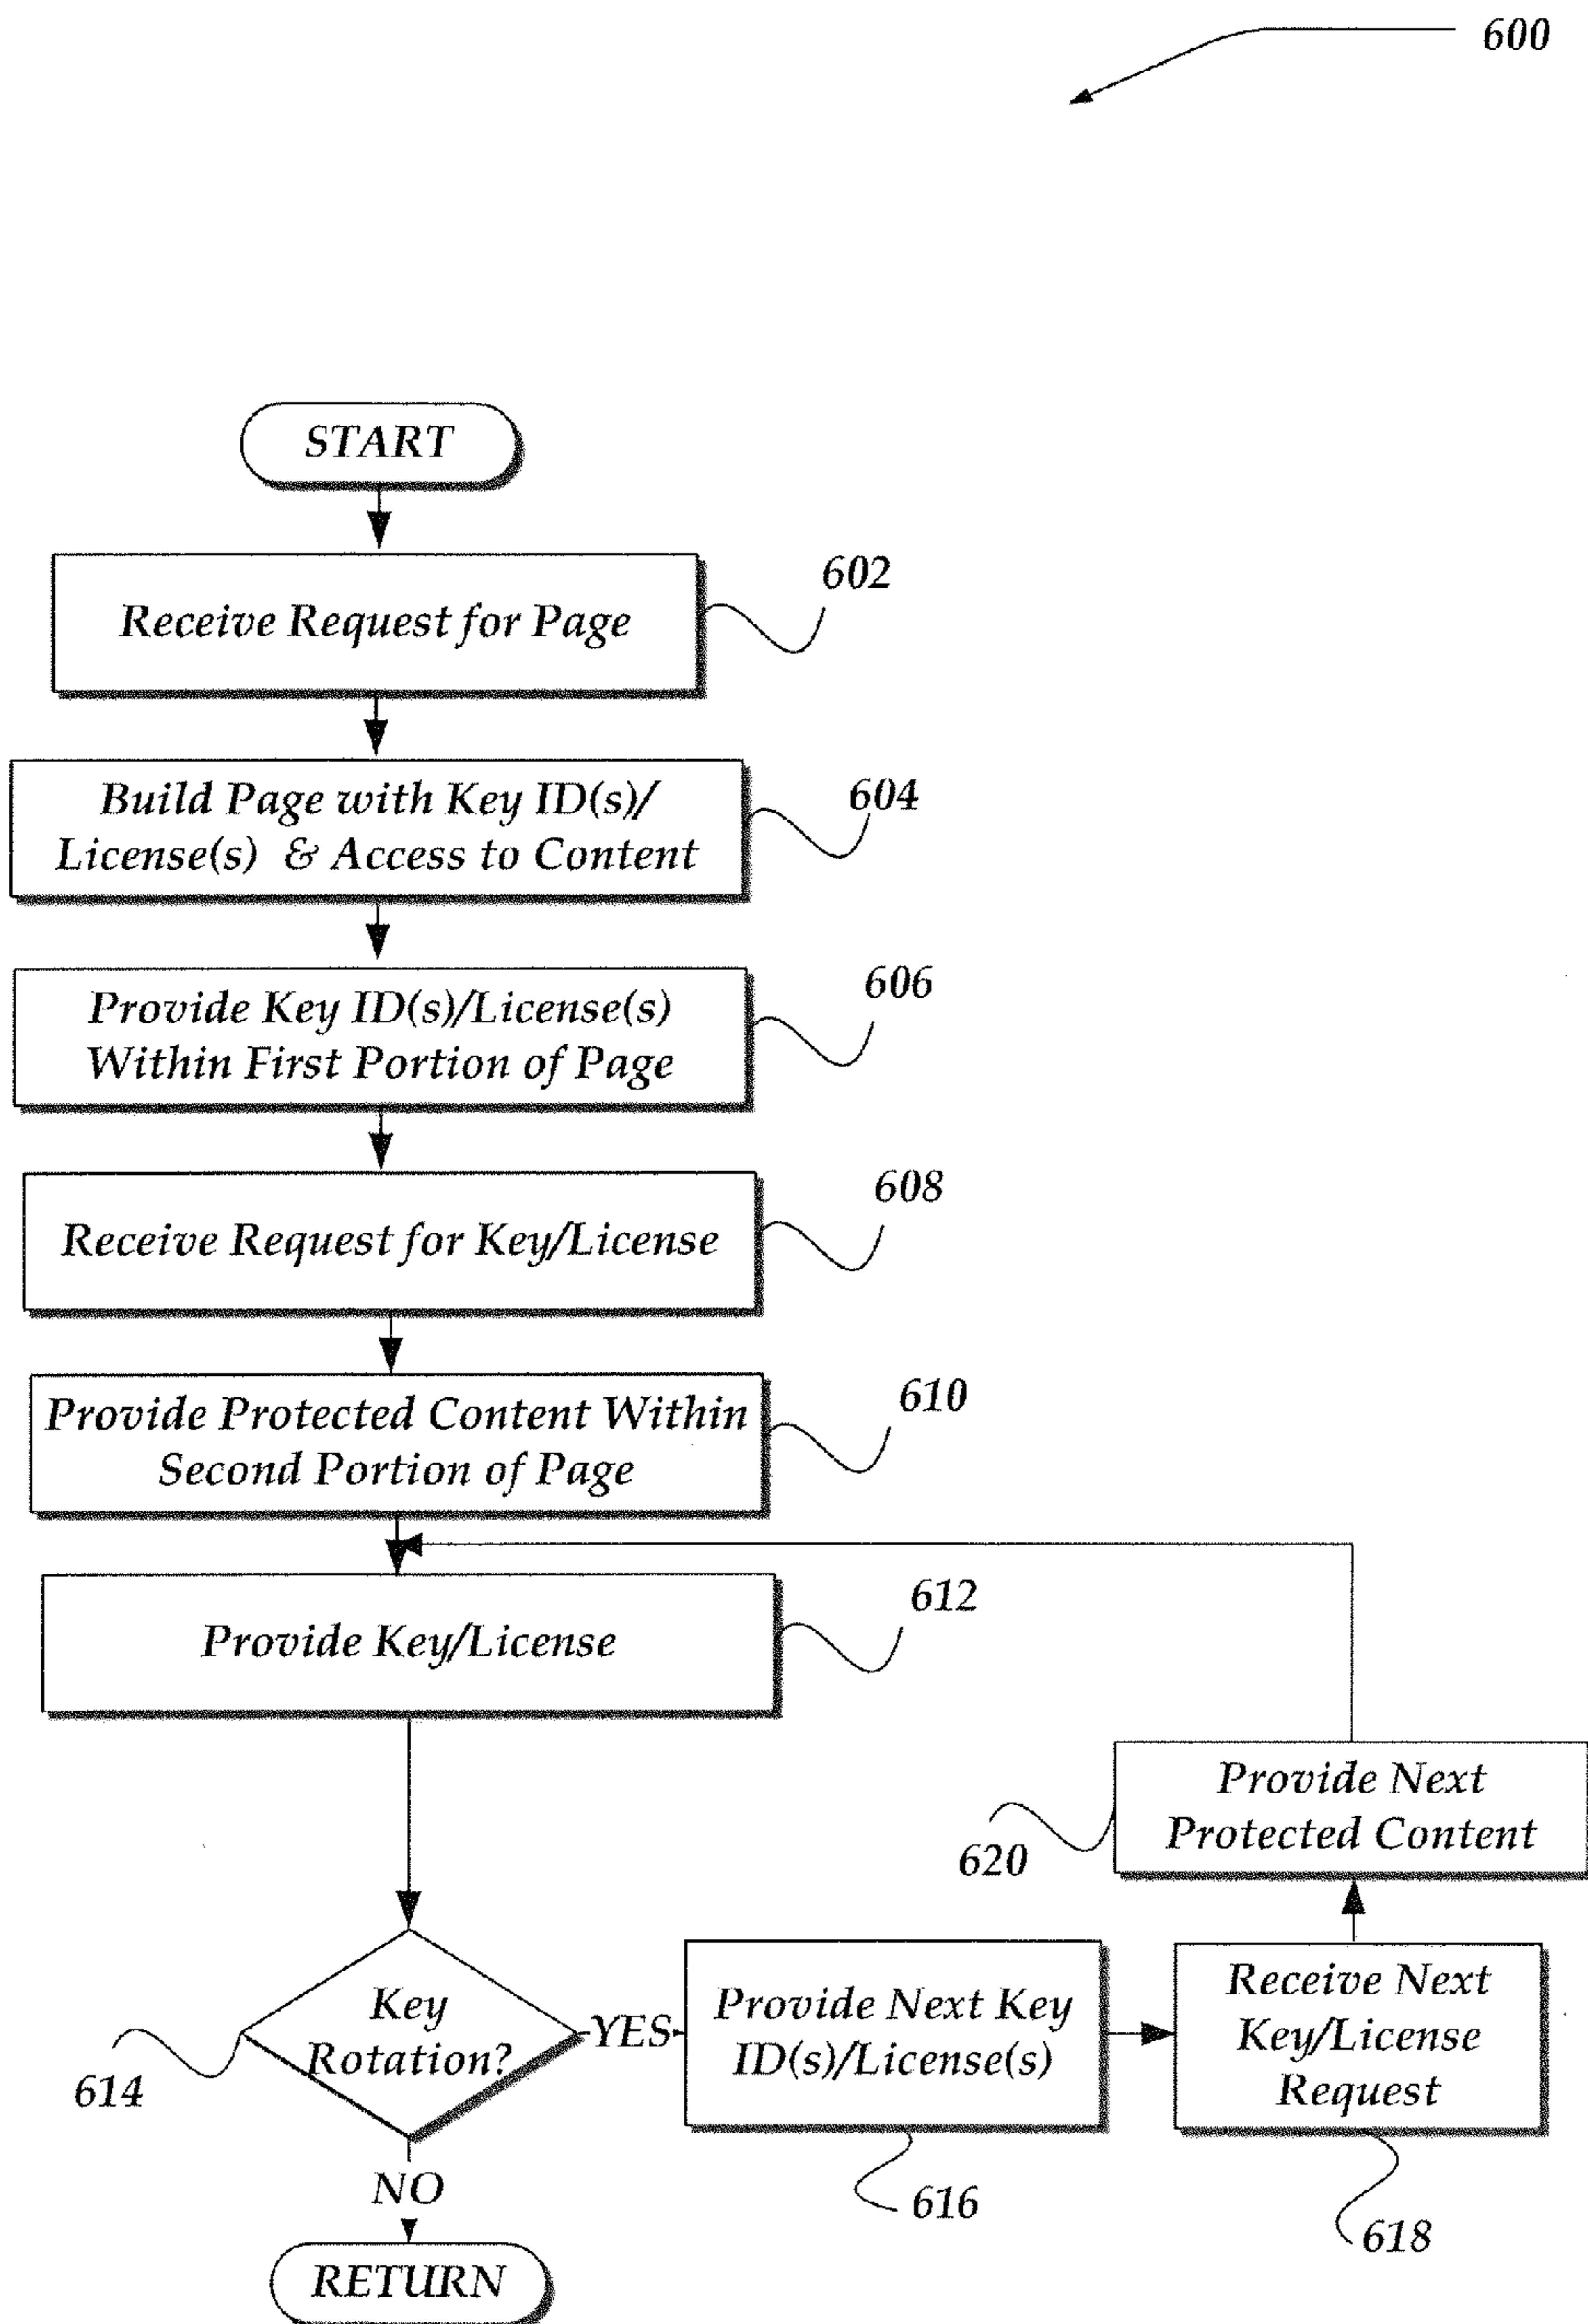 600
START
Receive Request for Page
602
Build Page with Key ID(s)/
License(s) & Access to Content
604
Provide Key ID(s)/License(s)
Within First Portion of Page
606
Receive Request for Key/License
608
Provide Protected Content Within
Second Portion of Page
610
Provide Key/License
612
Provide Next
Protected Content
620
Key
Rotation?
614
YES
Provide Next Key
ID(s)/License(s)
616
Receive Next
Key/License
Request
618
NO
RETURN